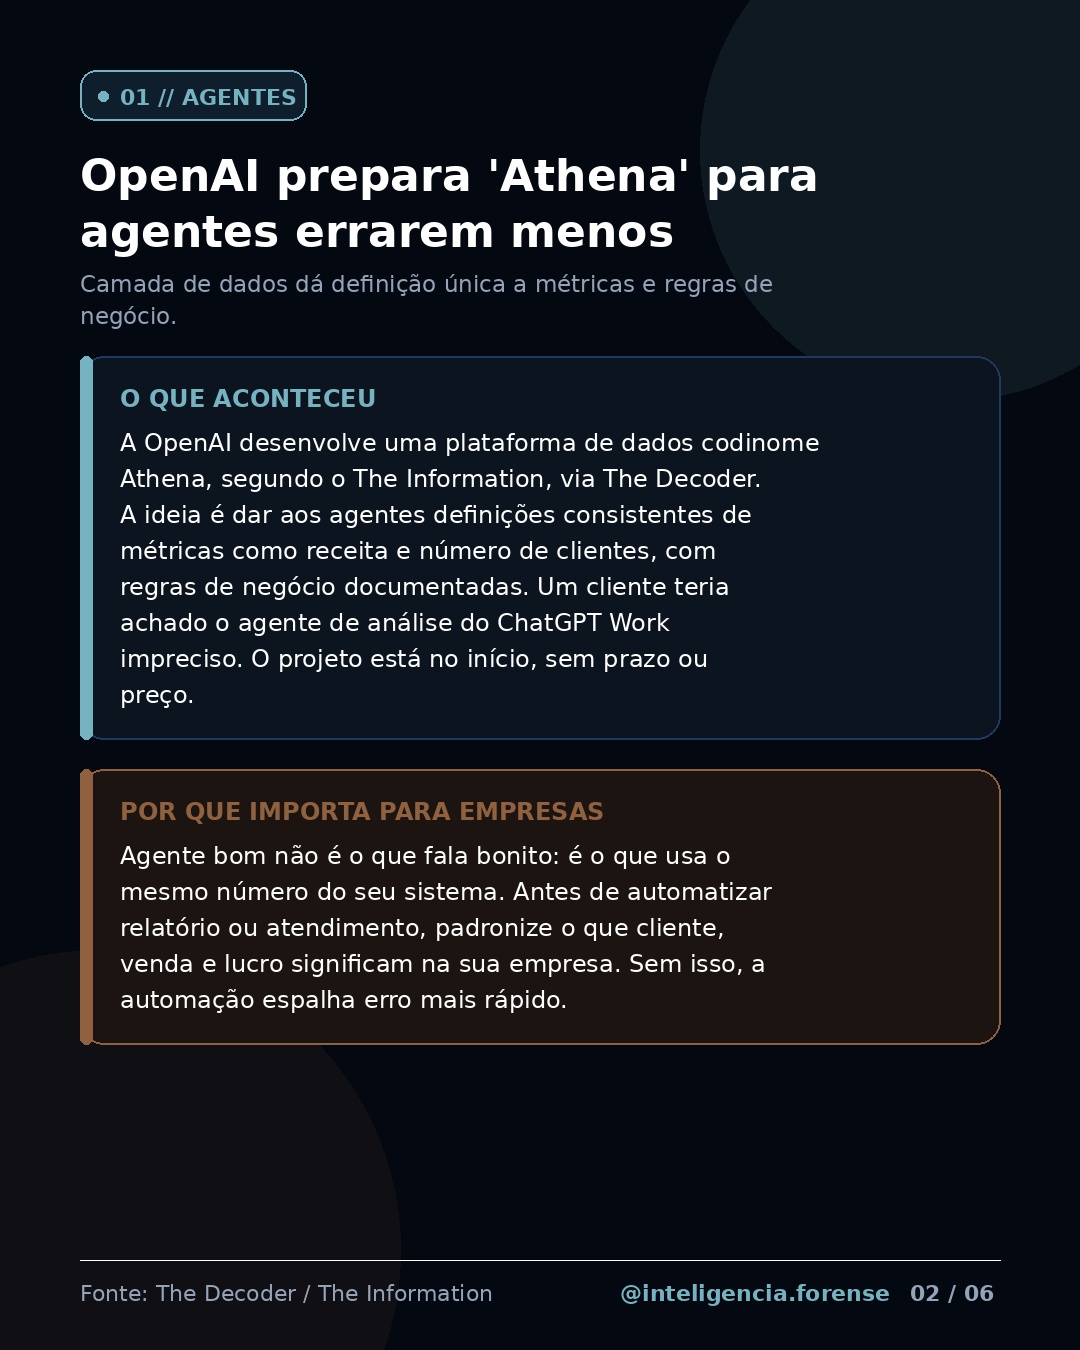 01 // AGENTES
OpenAI prepara 'Athena' para
agentes errarem menos
Camada de dados dá definição única a métricas e regras de
negócio.
O QUE ACONTECEU
A OpenAI desenvolve uma plataforma de dados codinome
Athena, segundo o The Information, via The Decoder.
A ideia é dar aos agentes definições consistentes de
métricas como receita e número de clientes, com
regras de negócio documentadas. Um cliente teria
achado o agente de análise do ChatGPT Work
impreciso. O projeto está no início, sem prazo ou
preço.
POR QUE IMPORTA PARA EMPRESAS
Agente bom não é o que fala bonito: é o que usa o
mesmo número do seu sistema. Antes de automatizar
relatório ou atendimento, padronize o que cliente,
venda e lucro significam na sua empresa. Sem isso, a
automação espalha erro mais rápido.
Fonte: The Decoder / The Information
@inteligencia.forense 02 / 06